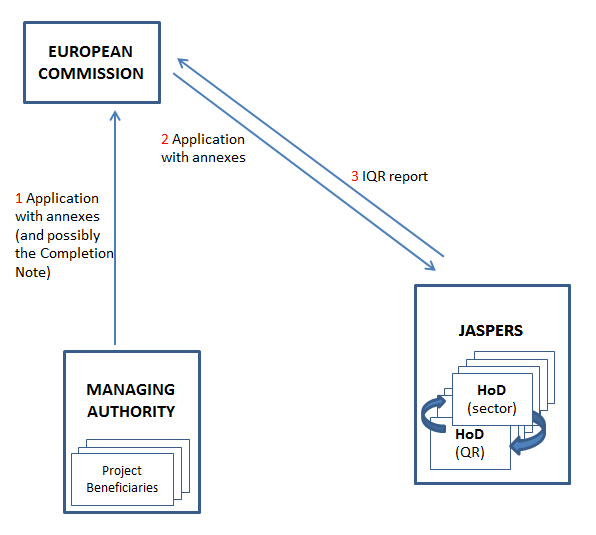 EUROPEAN
COMMISSION
2 Application
with annexes
3 IQR report
1 Application
with annexes
(and possibly
the Completion
Note)
JASPERS
HoD
(sector)
HoD
(QR)
MANAGING
AUTHORITY
Project
Beneficiaries